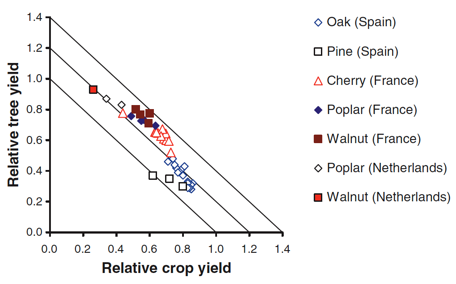 Relative tree yield
1.4
1.2
1.0
0.8
0.6
0.4
0.2
0.0
0.0 0.2 0.4 0.6 0.8 1.0 1.2 1.4
Relative crop yield
Oak (Spain)
Pine (Spain)
Cherry (France)
Poplar (France)
Walnut (France)
Poplar (Netherlands)
Walnut (Netherlands)